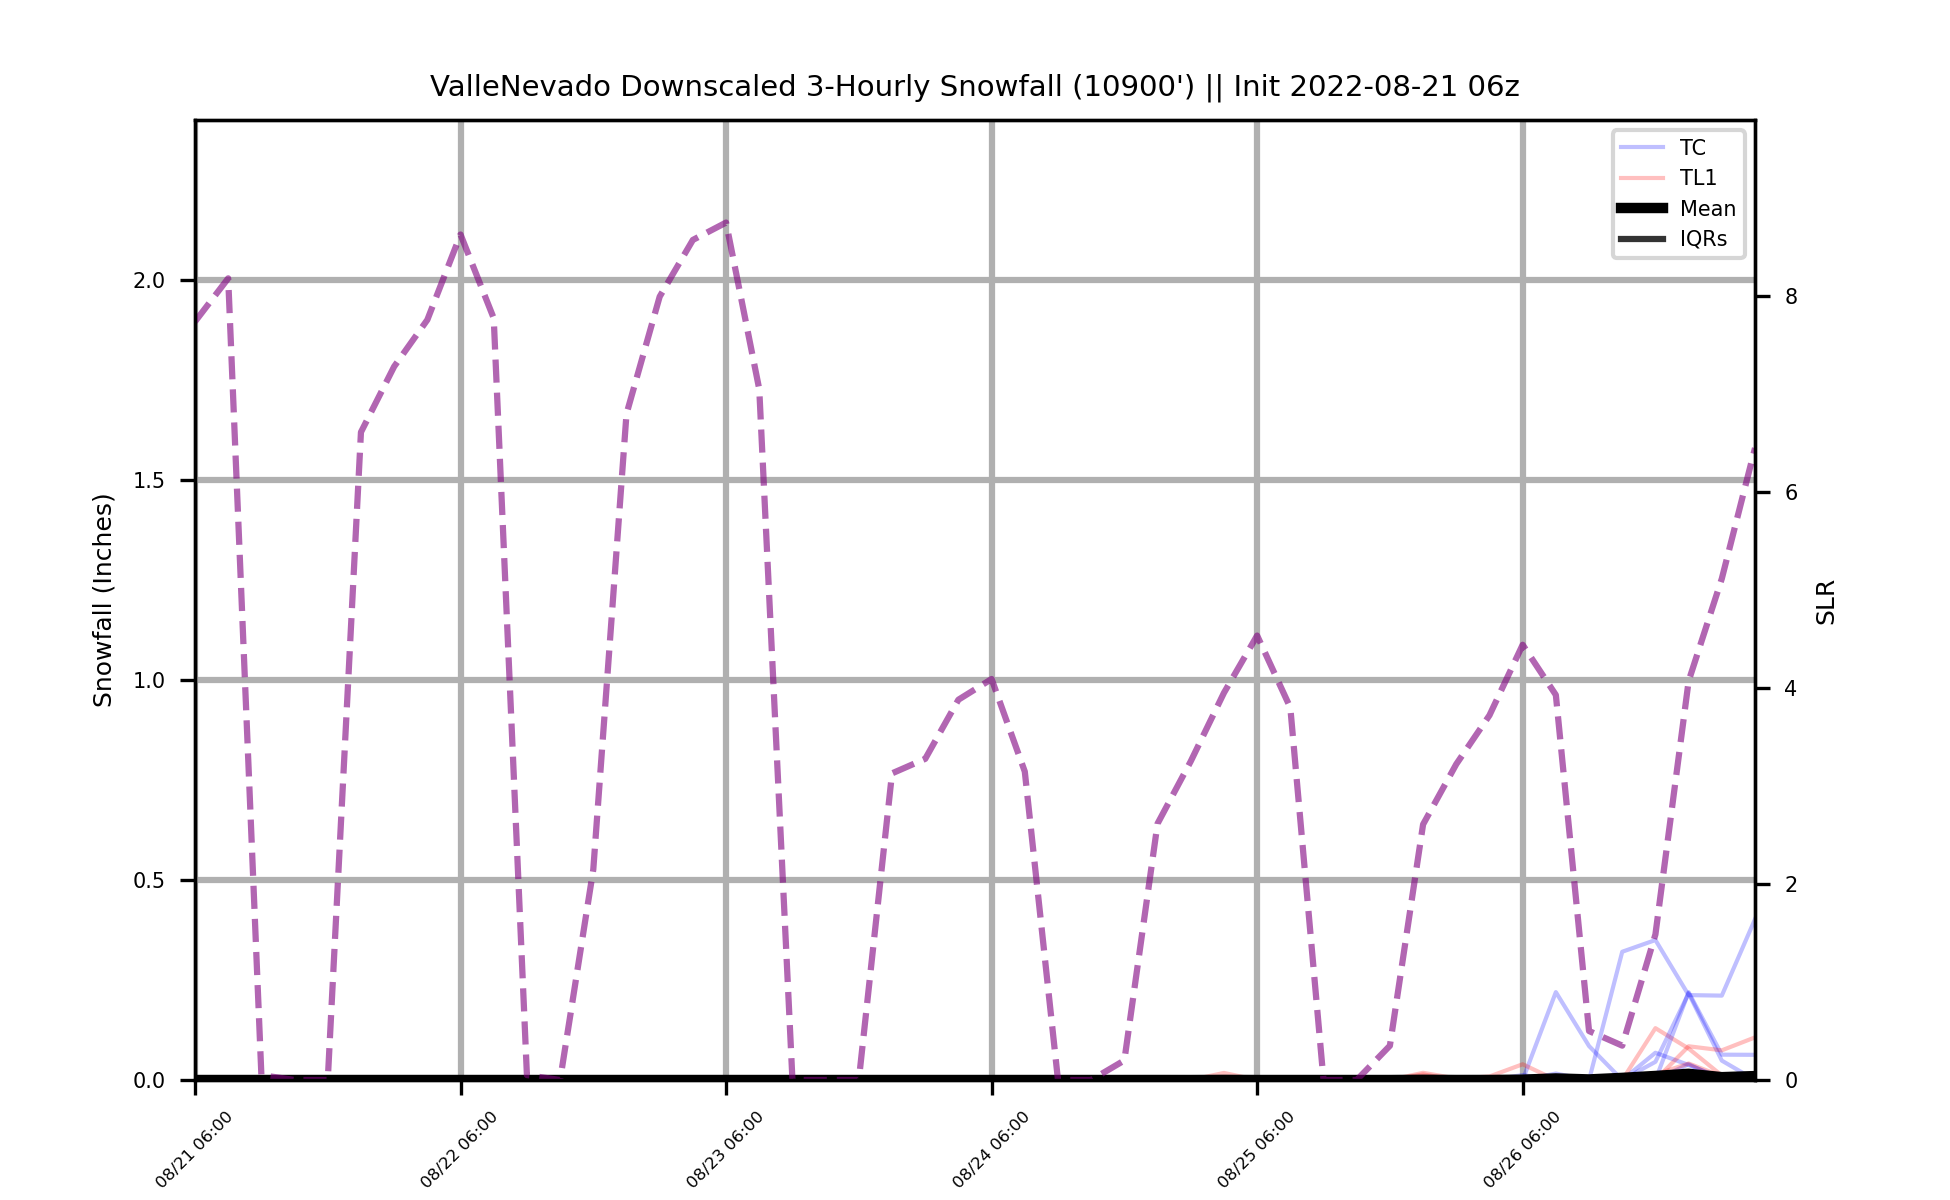 ValleNevado Downscaled 3-Hourly Snowfall (10900') || Init 2022-08-21 06z
TC
TL1
Mean
IQRs
Snowfall (Inches)
2.0
1.5
1.0
0.5
0.0
8
6
4
2
0
SLR
08/21 06:00
08/22 06:00
08/23 06:00
08/24 06:00
08/25 06:00
08/26 06:00